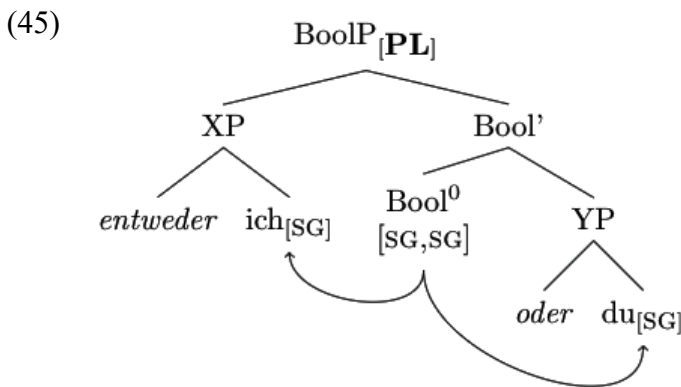 (45)
BoolP[PL]
XP Bool’
entweder ich[SG] Bool⁰ YP
[SG,SG]
oder du[SG]